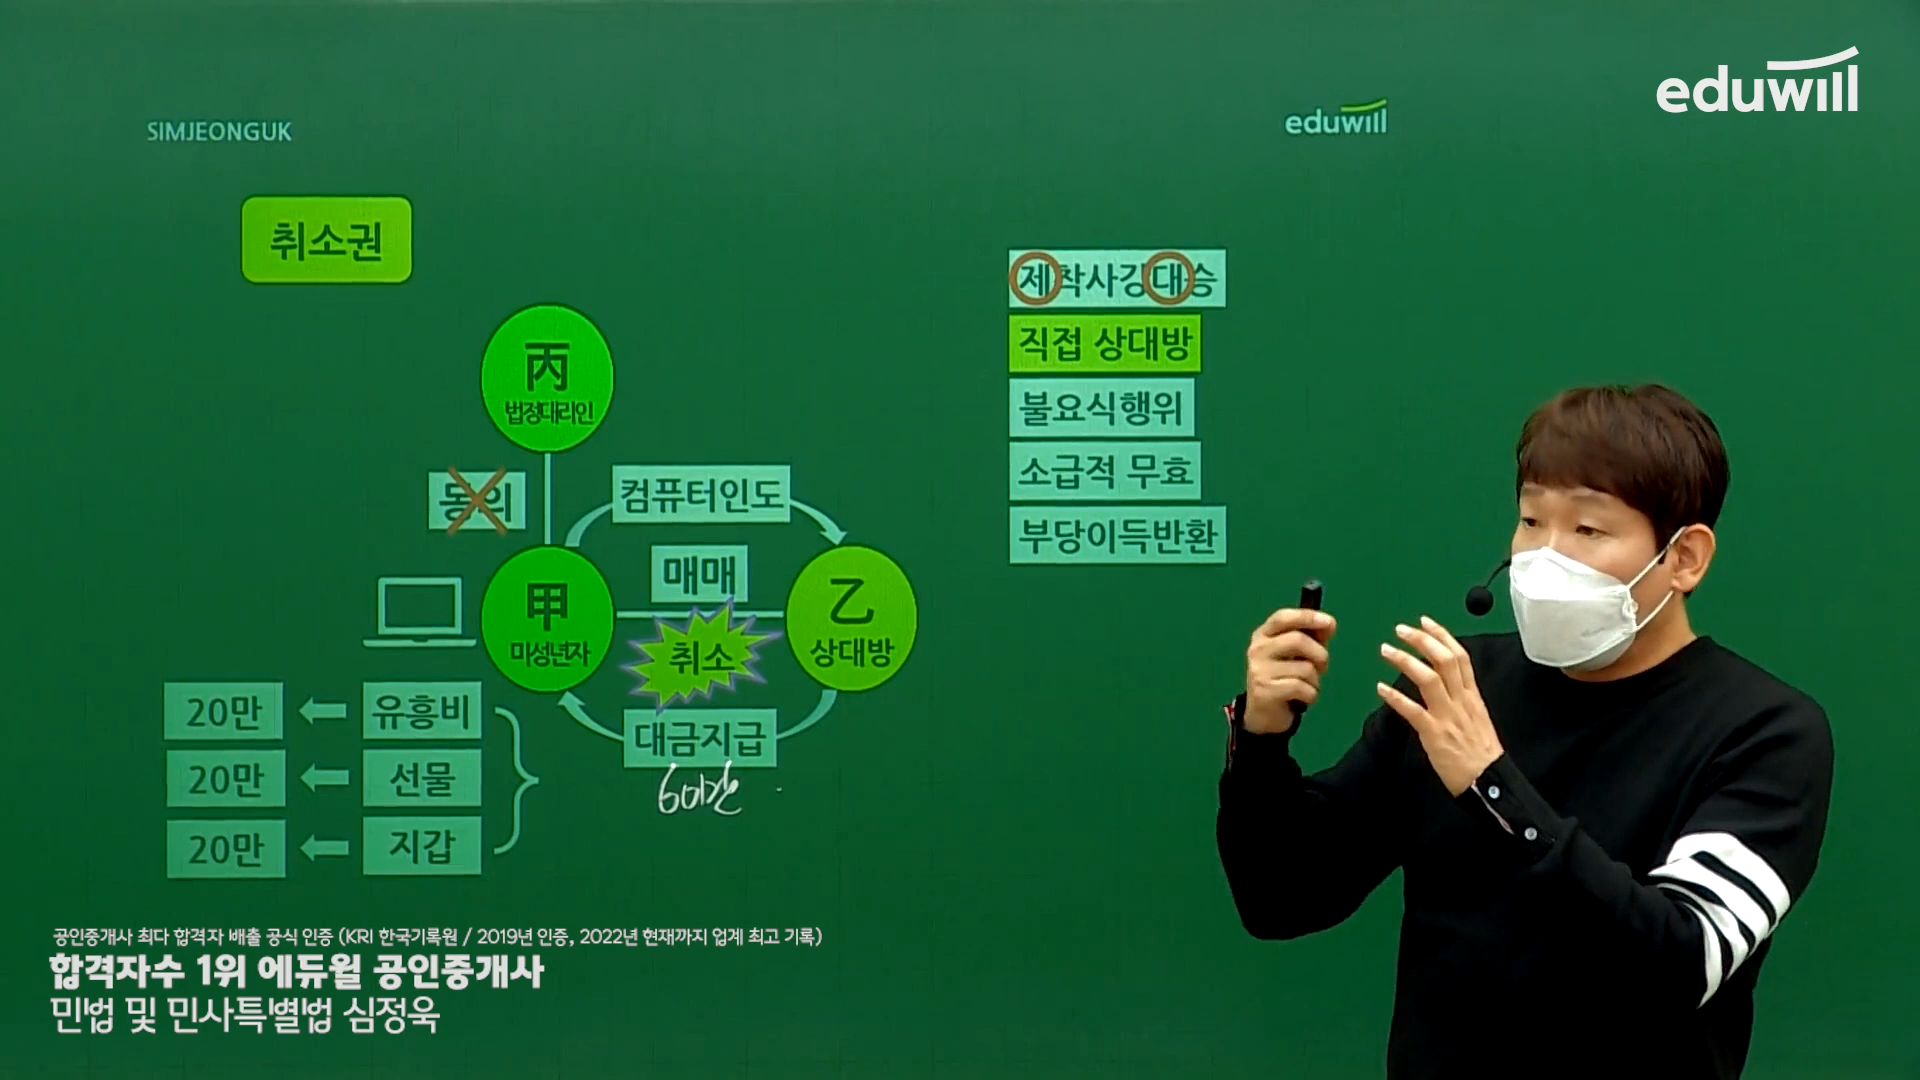 eduwill
SIMJEONGUK
eduwill
취소권
제착사강대승
직접 상대방
불요식행위
소급적 무효
부당이득반환
丙
법정대리인
동의
컴퓨터인도
매매
甲
미성년자
乙
상대방
취소
대금지급
60만
유흥비
20만
선물
20만
지갑
20만
공인중개사 최다 합격자 배출 공식 인증 (KRI 한국기록원 / 2019년 인증, 2022년 현재까지 업계 최고 기록)
합격자수 1위 에듀윌 공인중개사
민법 및 민사특별법 심정욱